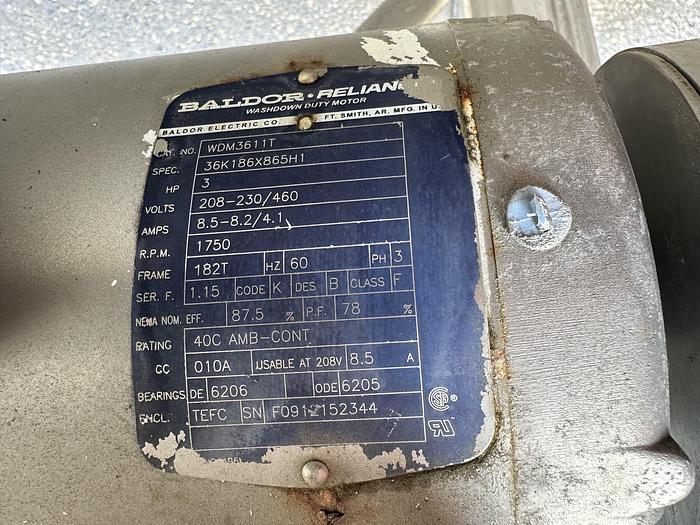 BALDOR • RELIAN
WASHDOWN DUTY MOTOR
BALDOR ELECTRIC CO. FT. SMITH, AR. MFG. IN U.
CAT. NO. WDM3611T
SPEC. 36K186X865H1
HP 3
VOLTS 208-230/460
AMPS 8.5-8.2/4.1
R.P.M. 1750
FRAME 182T HZ 60 PH 3
SER. F. 1.15 CODE K DES B CLASS F
NEMA NOM. EFF. 87.5 % P.F. 78 %
RATING 40C AMB-CONT
CC 010A USABLE AT 208V 8.5 A
BEARINGS DE 6206 ODE 6205
ENCL. TEFC SN F0912152344